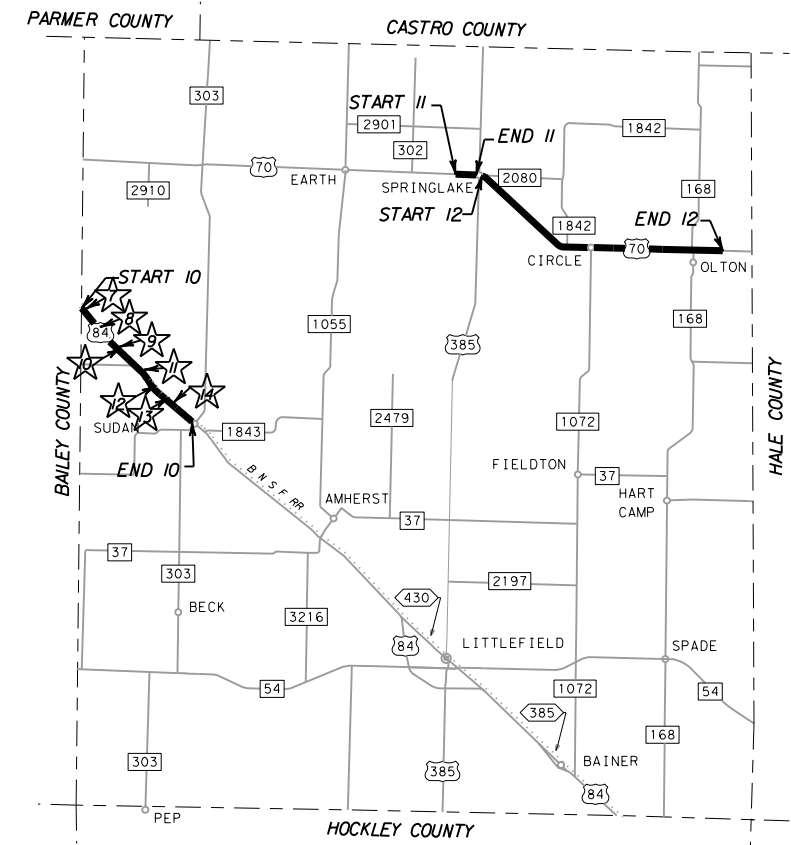 PARMER COUNTY
CASTRO COUNTY
303
START 11
2901
END 11
1842
302
70
EARTH
SPRINGLAKE
2080
2910
168
START 12
1842
END 12
CIRCLE
70
OLTON
START 10
7
8
84
9
10
11
14
12
13
1055
385
168
BAILEY COUNTY
HALE COUNTY
SUDAN
1843
2479
1072
END 10
B N S F RR
FIELDTON
37
HART
CAMP
AMHERST
37
37
303
2197
BECK
3216
430
84
LITTLEFIELD
SPADE
54
1072
54
385
168
303
385
BAINER
84
PEP
HOCKLEY COUNTY